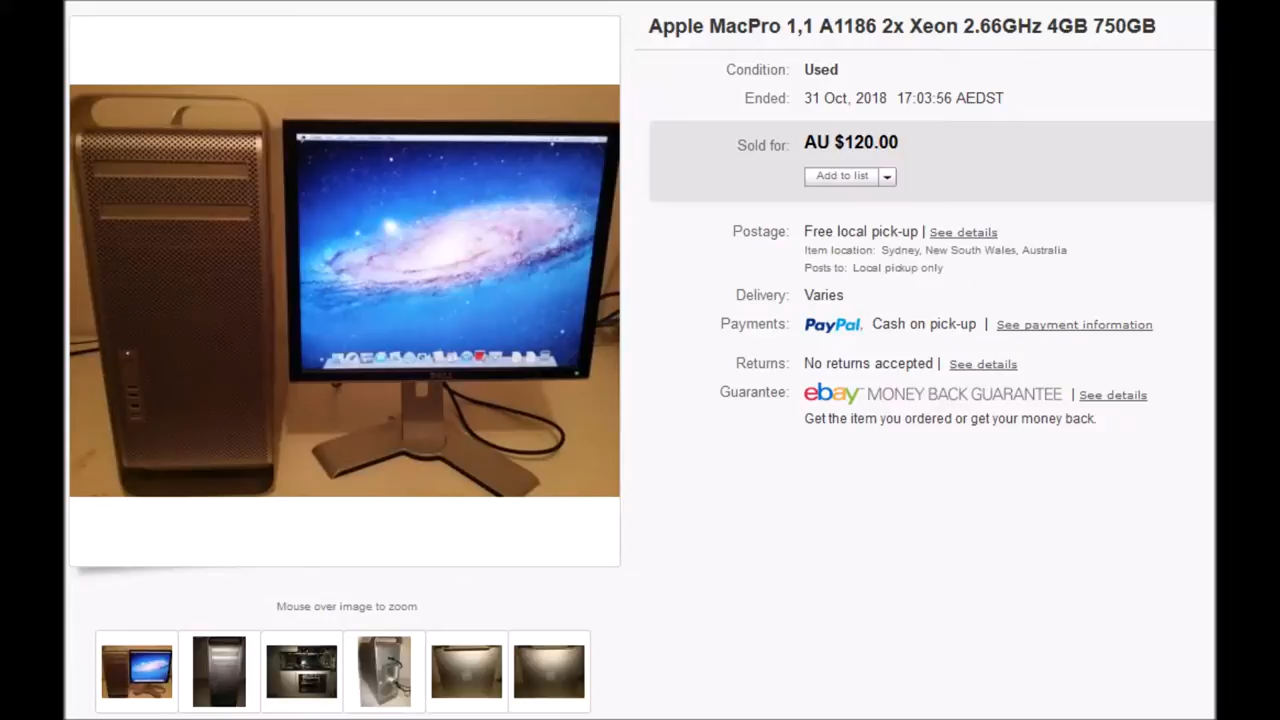 Apple MacPro 1,1 A1186 2x Xeon 2.66GHz 4GB 750GB
Condition: Used
Ended: 31 Oct, 2018 17:03:56 AEDST
Sold for: AU $120.00
Add to list
Postage: Free local pick-up | See details
Item location: Sydney, New South Wales, Australia
Posts to: Local pickup only
Delivery: Varies
Payments: PayPal, Cash on pick-up | See payment information
Returns: No returns accepted | See details
Guarantee: ebay MONEY BACK GUARANTEE | See details
Get the item you ordered or get your money back.
DELL
Mouse over image to zoom